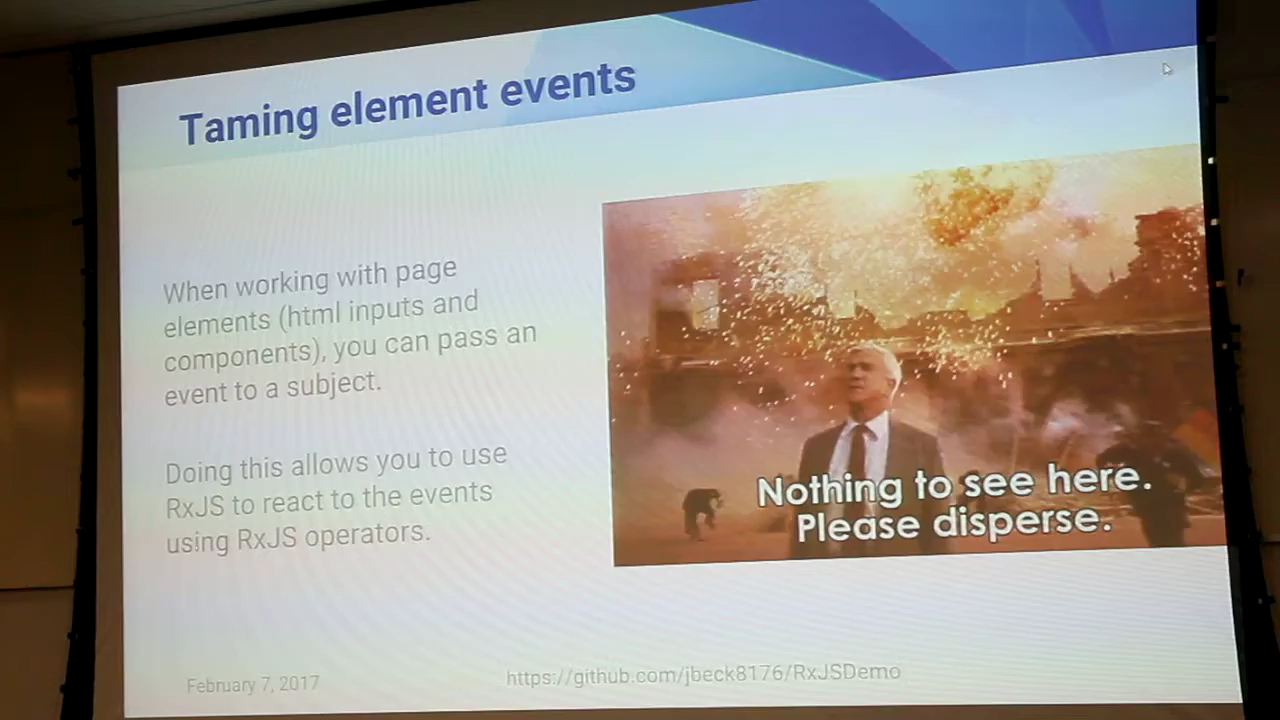 Taming element events
When working with page
elements (html inputs and
components), you can pass an
event to a subject.
Doing this allows you to use
RxJS to react to the events
using RxJS operators.
Nothing to see here.
Please disperse.
February 7, 2017
https://github.com/jbeck8176/RxJSDemo